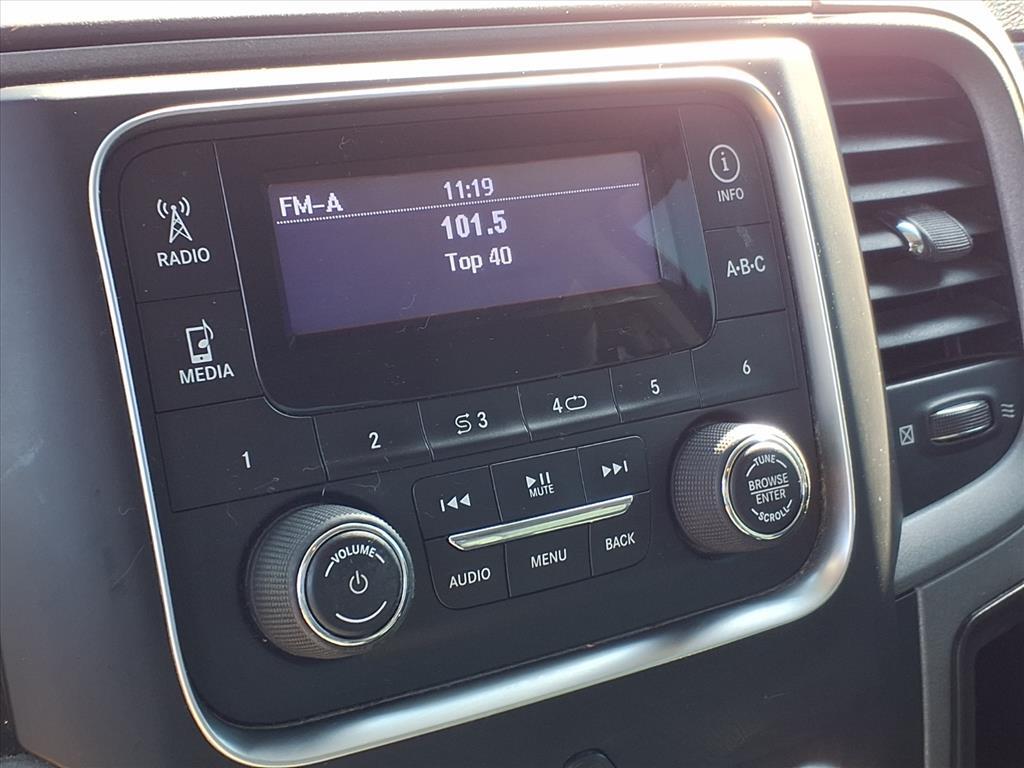 FM-A
11:19
101.5
Top 40
RADIO
MEDIA
INFO
A•B•C
1
2
3
4
5
6
MUTE
AUDIO
MENU
BACK
VOLUME
TUNE
BROWSE
ENTER
SCROLL